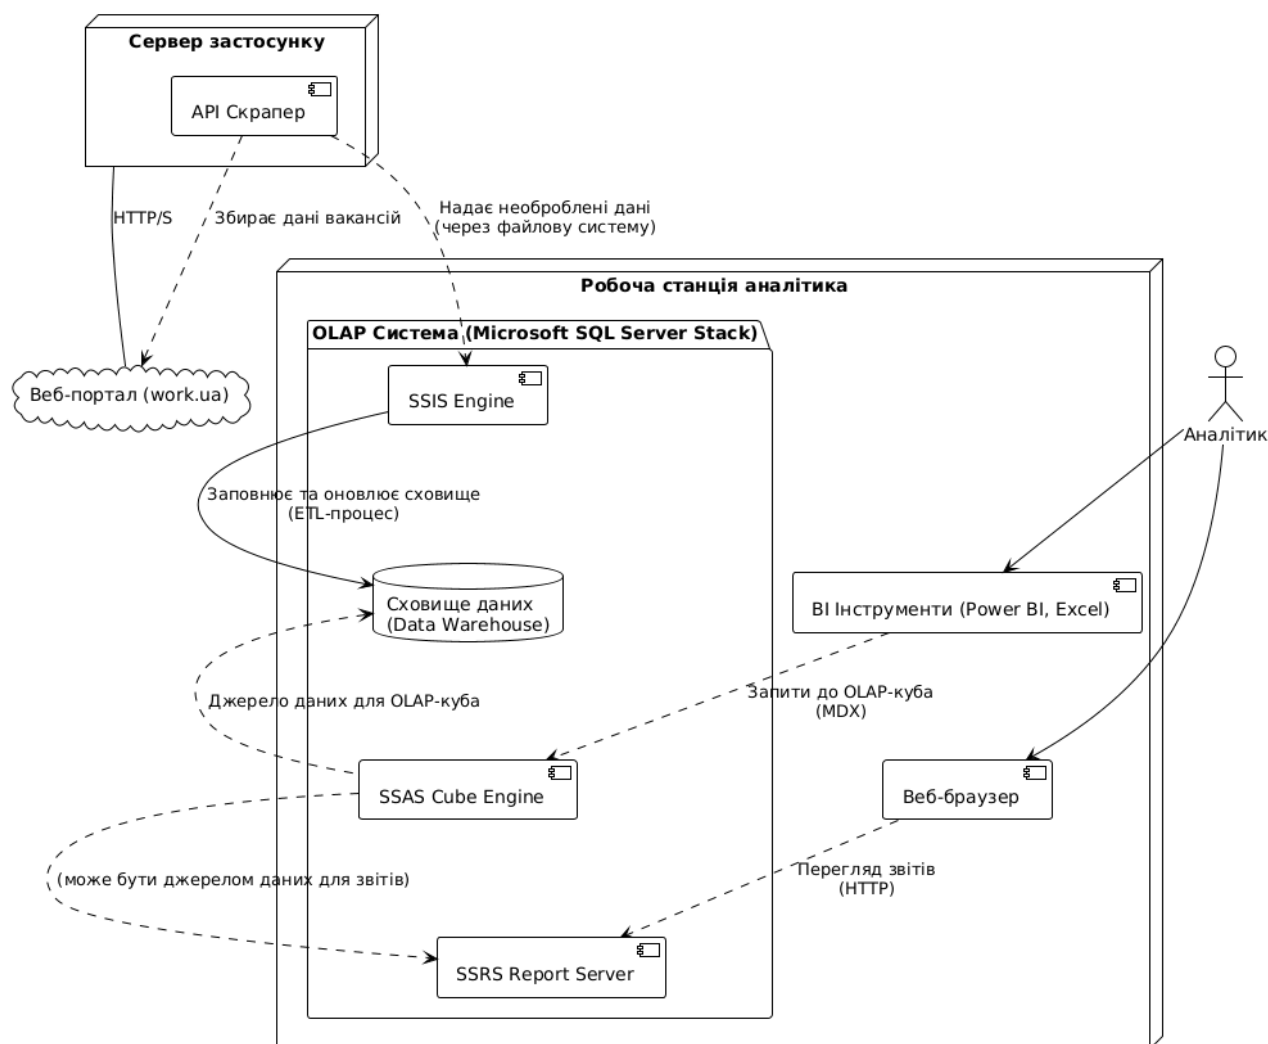 Сервер застосунку
API Скрапер
HTTP/S
Збирає дані вакансій
Надає необроблені дані
(через файлову систему)
Робоча станція аналітика
OLAP Система (Microsoft SQL Server Stack)
Веб-портал (work.ua)
SSIS Engine
Аналітик
Заповнює та оновлює сховище
(ETL-процес)
Сховище даних
(Data Warehouse)
BI Інструменти (Power BI, Excel)
Джерело даних для OLAP-куба
Запити до OLAP-куба
(MDX)
SSAS Cube Engine
Веб-браузер
(може бути джерелом даних для звітів)
Перегляд звітів
(HTTP)
SSRS Report Server